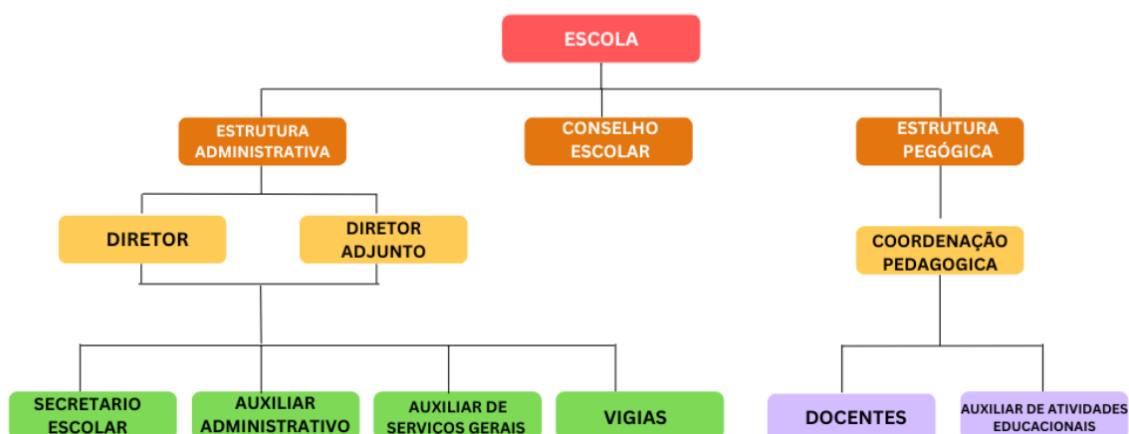 ESCOLA
ESTRUTURA
ADMINISTRATIVA
CONSELHO
ESCOLAR
ESTRUTURA
PEGÓGICA
DIRETOR
DIRETOR
ADJUNTO
COORDENAÇÃO
PEDAGOGICA
SECRETARIO
ESCOLAR
AUXILIAR
ADMINISTRATIVO
AUXILIAR DE
SERVIÇOS GERAIS
VIGIAS
DOCENTES
AUXILIAR DE ATIVIDADES
EDUCACIONAIS